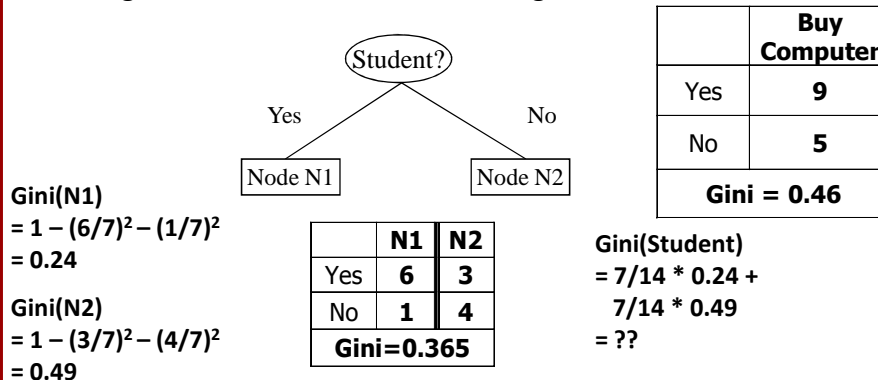 Student?
Yes
No
Node N1
Node N2
Buy
Computer
Yes 9
No 5
Gini = 0.46
Gini(N1)
= 1 – (6/7)² – (1/7)²
= 0.24
Gini(N2)
= 1 – (3/7)² – (4/7)²
= 0.49
N1 N2
Yes 6 3
No 1 4
Gini=0.365
Gini(Student)
= 7/14 * 0.24 +
7/14 * 0.49
= ??